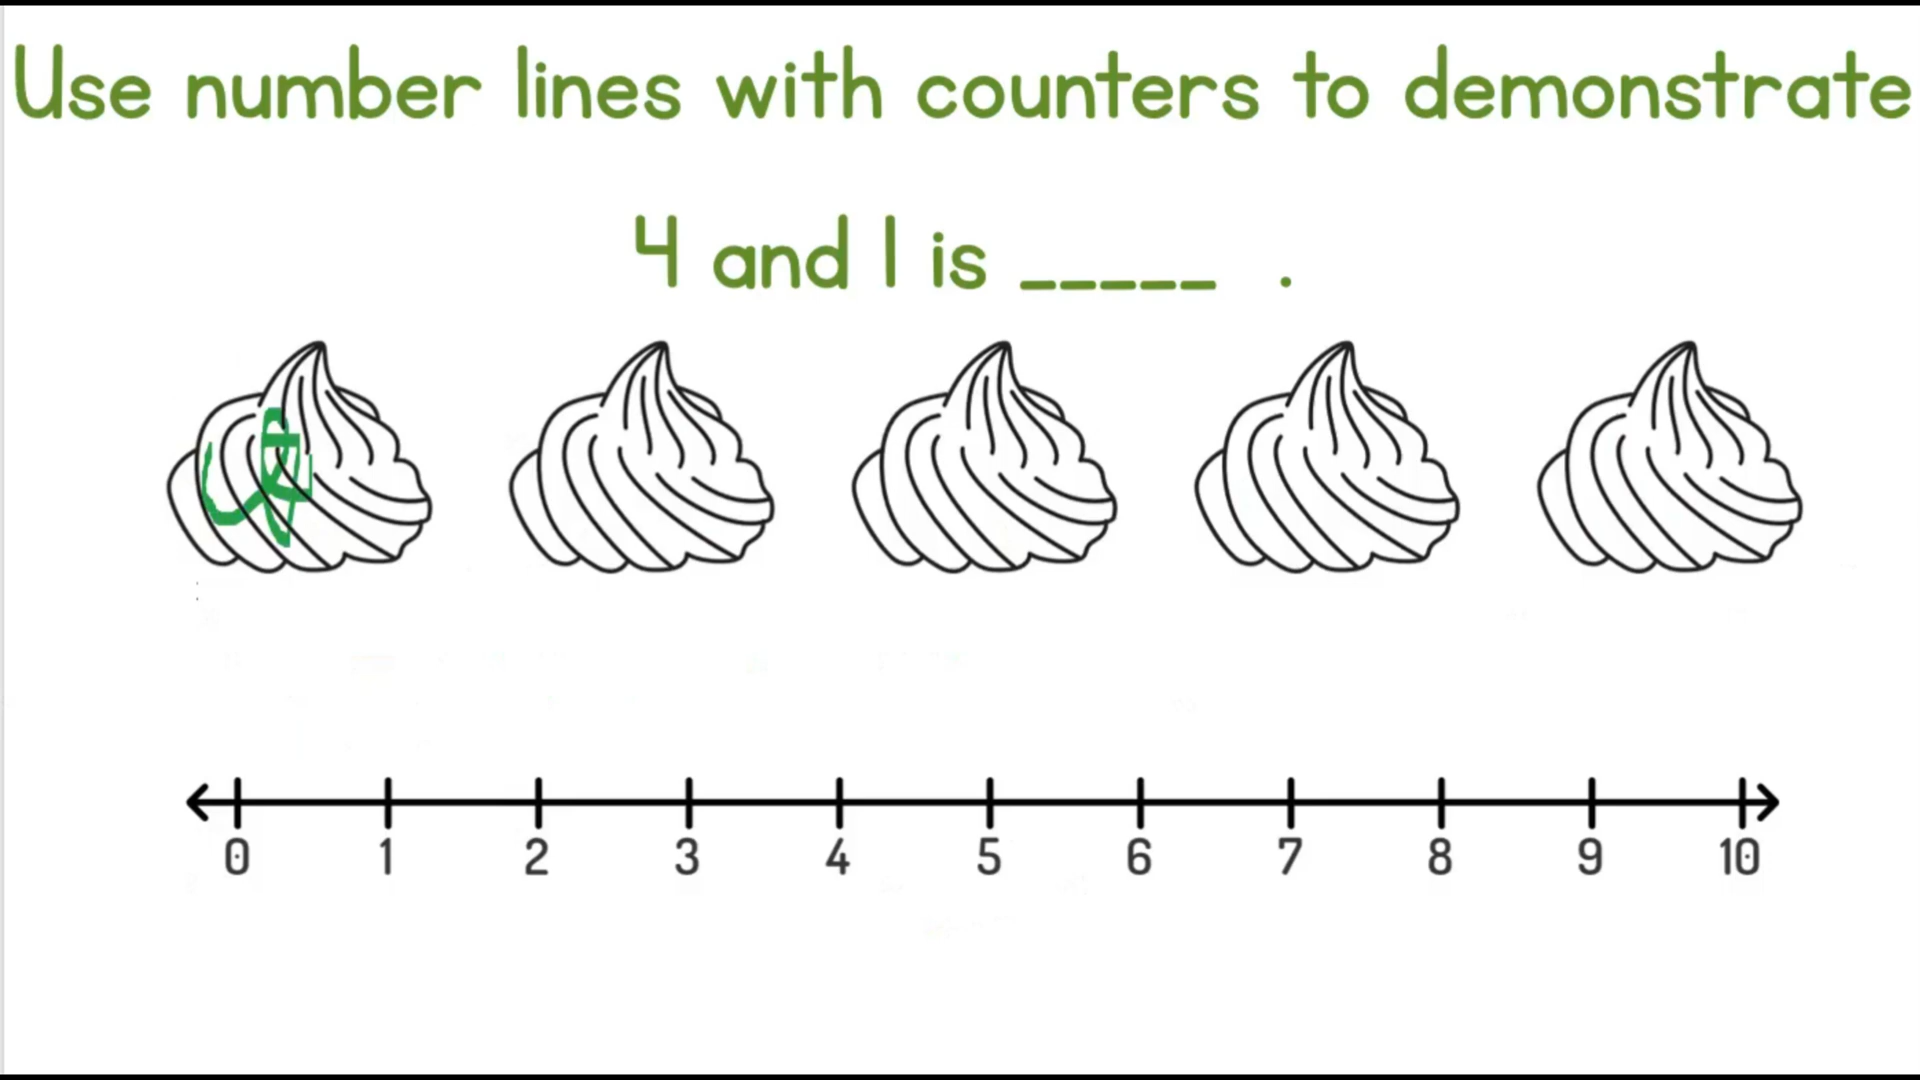 Use number lines with counters to demonstrate
4 and 1 is _____ .
0 1 2 3 4 5 6 7 8 9 10